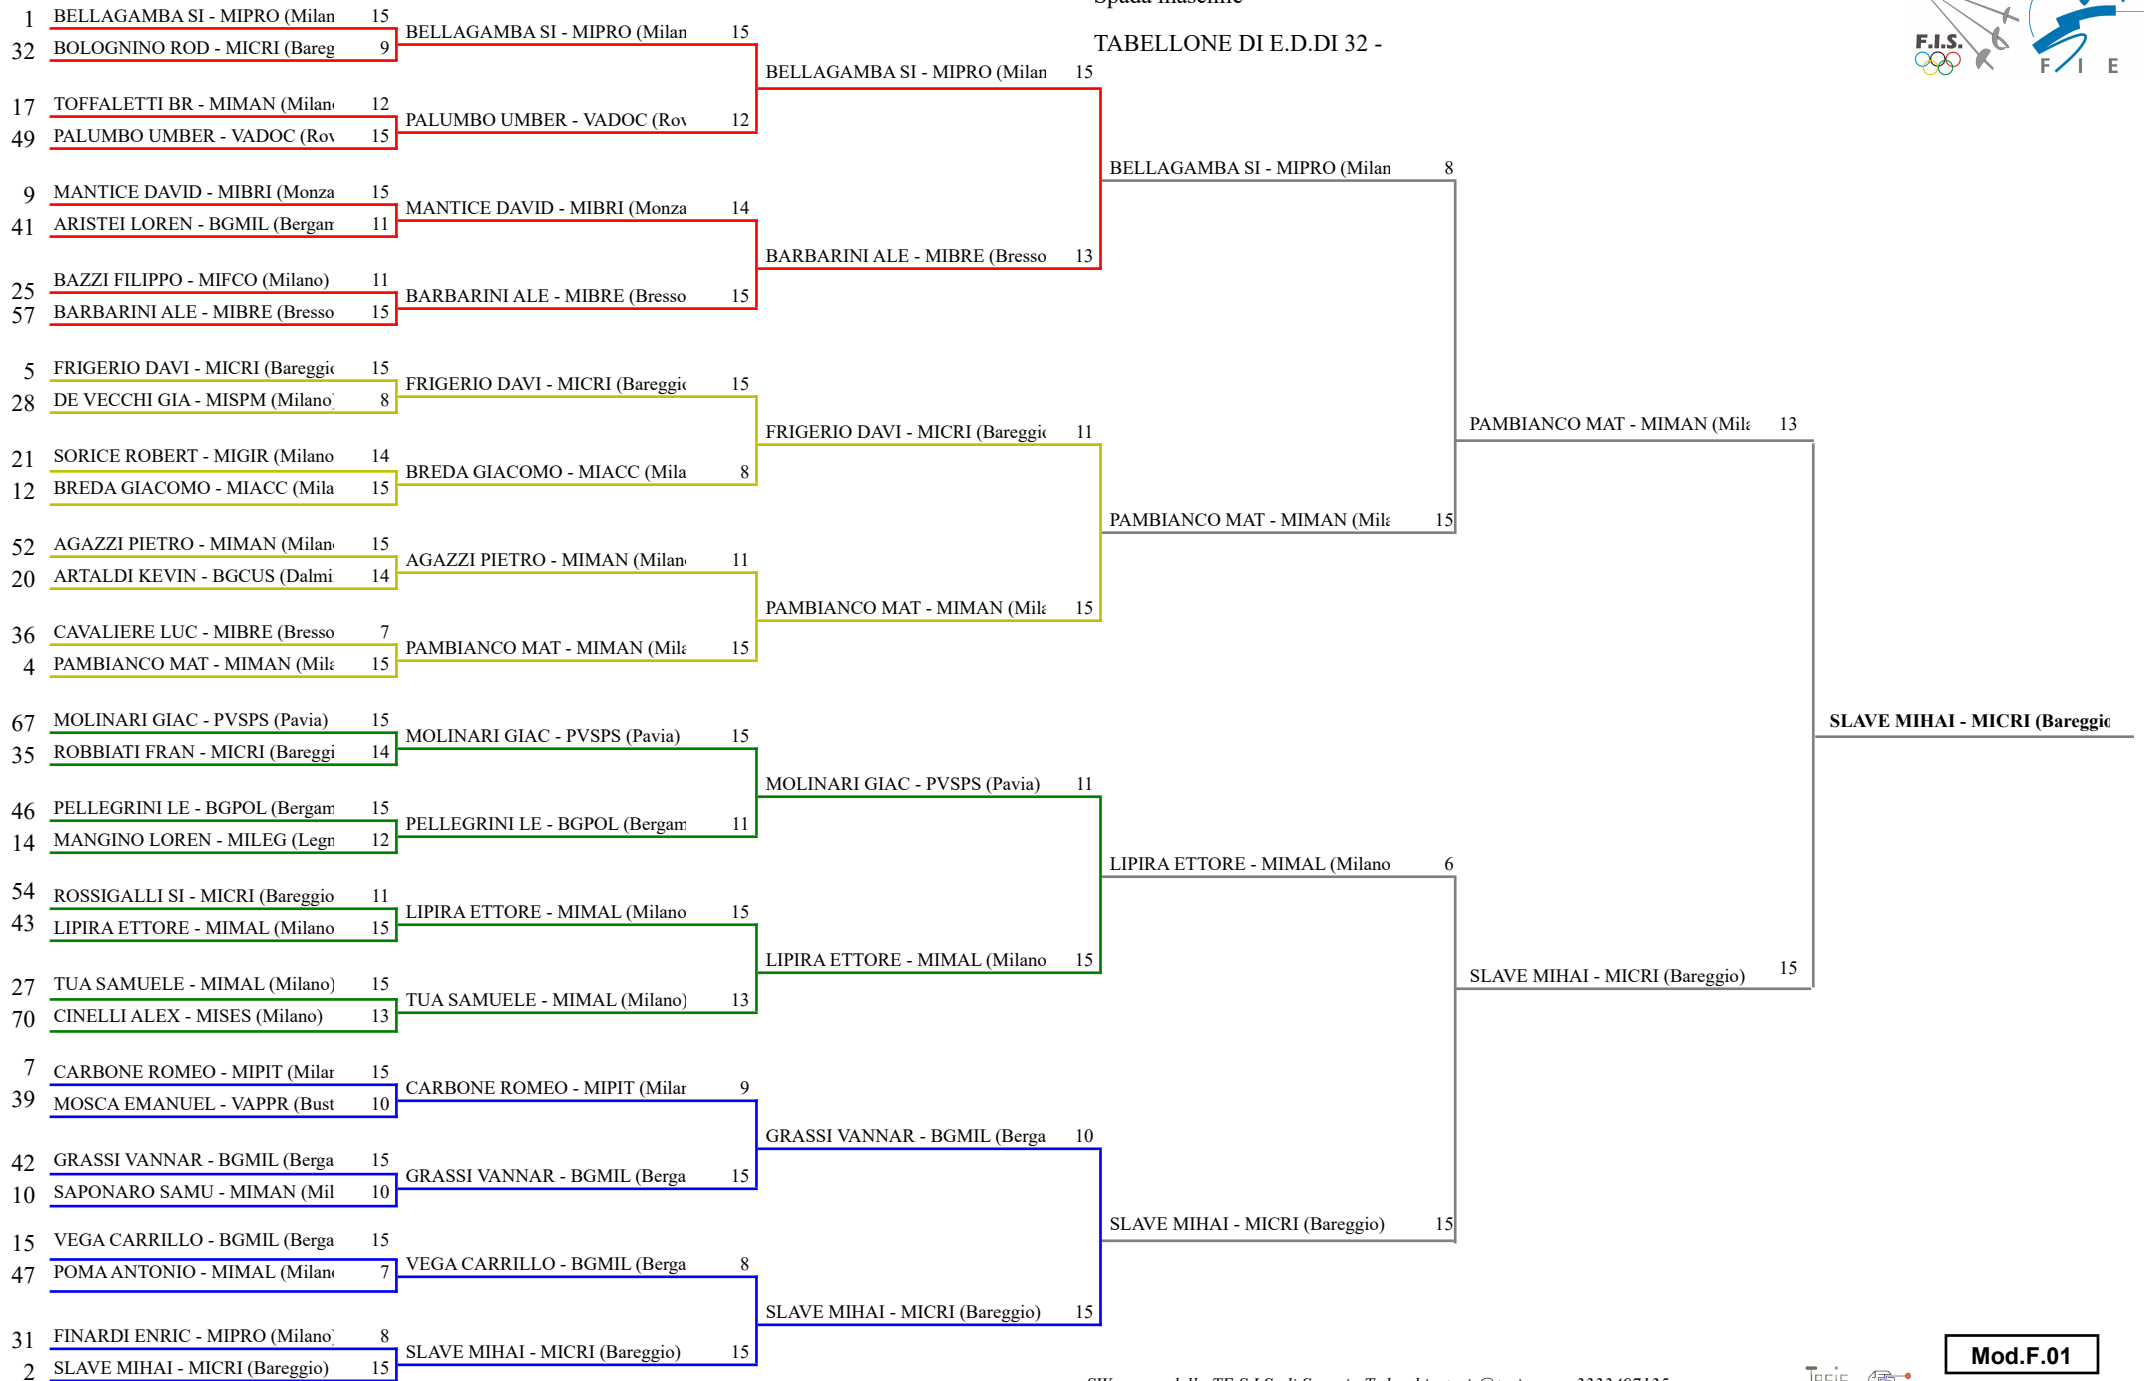 Spada maschile
TABELLONE DI E.D.DI 32 -
F.I.S.
F I E
1 BELLAGAMBA SI - MIPRO (Milan 15
32 BOLOGNINO ROD - MICRI (Bareg 9
17 TOFFALETTI BR - MIMAN (Milan 12
49 PALUMBO UMBER - VADOC (Rov 15
9 MANTICE DAVID - MIBRI (Monza 15
41 ARISTEI LOREN - BGMIL (Bergam 11
25 BAZZI FILIPPO - MIFCO (Milano) 11
57 BARBARINI ALE - MIBRE (Bresso 15
5 FRIGERIO DAVI - MICRI (Bareggio 15
28 DE VECCHI GIA - MISPM (Milano) 8
21 SORICE ROBERT - MIGIR (Milano 14
12 BREDA GIACOMO - MIACC (Mila 15
52 AGAZZI PIETRO - MIMAN (Milan 15
20 ARTALDI KEVIN - BGCUS (Dalmi 14
36 CAVALIERE LUC - MIBRE (Bresso 7
4 PAMBIANCO MAT - MIMAN (Mila 15
67 MOLINARI GIAC - PVSPS (Pavia) 15
35 ROBBIATI FRAN - MICRI (Bareggi 14
46 PELLEGRINI LE - BGPOL (Bergam 15
14 MANGINO LOREN - MILEG (Legn 12
54 ROSSIGALLI SI - MICRI (Bareggio 11
43 LIPIRA ETTORE - MIMAL (Milano 15
27 TUA SAMUELE - MIMAL (Milano) 15
70 CINELLI ALEX - MISES (Milano) 13
7 CARBONE ROMEO - MIPIT (Milan 15
39 MOSCA EMANUEL - VAPPR (Bust 10
42 GRASSI VANNAR - BGMIL (Berga 15
10 SAPONARO SAMU - MIMAN (Mil 10
15 VEGA CARRILLO - BGMIL (Berga 15
47 POMA ANTONIO - MIMAL (Milan 7
31 FINARDI ENRIC - MIPRO (Milano) 8
2 SLAVE MIHAI - MICRI (Bareggio) 15
BELLAGAMBA SI - MIPRO (Milan 15
PALUMBO UMBER - VADOC (Rov 12
MANTICE DAVID - MIBRI (Monza 14
BARBARINI ALE - MIBRE (Bresso 15
FRIGERIO DAVI - MICRI (Bareggio 15
BREDA GIACOMO - MIACC (Mila 8
AGAZZI PIETRO - MIMAN (Milan 11
PAMBIANCO MAT - MIMAN (Mila 15
MOLINARI GIAC - PVSPS (Pavia) 15
PELLEGRINI LE - BGPOL (Bergam 11
LIPIRA ETTORE - MIMAL (Milano 15
TUA SAMUELE - MIMAL (Milano) 13
CARBONE ROMEO - MIPIT (Milan 9
GRASSI VANNAR - BGMIL (Berga 15
VEGA CARRILLO - BGMIL (Berga 8
SLAVE MIHAI - MICRI (Bareggio) 15
BELLAGAMBA SI - MIPRO (Milan 15
BARBARINI ALE - MIBRE (Bresso 13
FRIGERIO DAVI - MICRI (Bareggio 11
PAMBIANCO MAT - MIMAN (Mila 15
MOLINARI GIAC - PVSPS (Pavia) 11
LIPIRA ETTORE - MIMAL (Milano 15
GRASSI VANNAR - BGMIL (Berga 10
SLAVE MIHAI - MICRI (Bareggio) 15
BELLAGAMBA SI - MIPRO (Milan 8
PAMBIANCO MAT - MIMAN (Mila 15
LIPIRA ETTORE - MIMAL (Milano 6
SLAVE MIHAI - MICRI (Bareggio) 15
PAMBIANCO MAT - MIMAN (Mila 13
SLAVE MIHAI - MICRI (Bareggio) 15
SLAVE MIHAI - MICRI (Bareggio
Mod.F.01